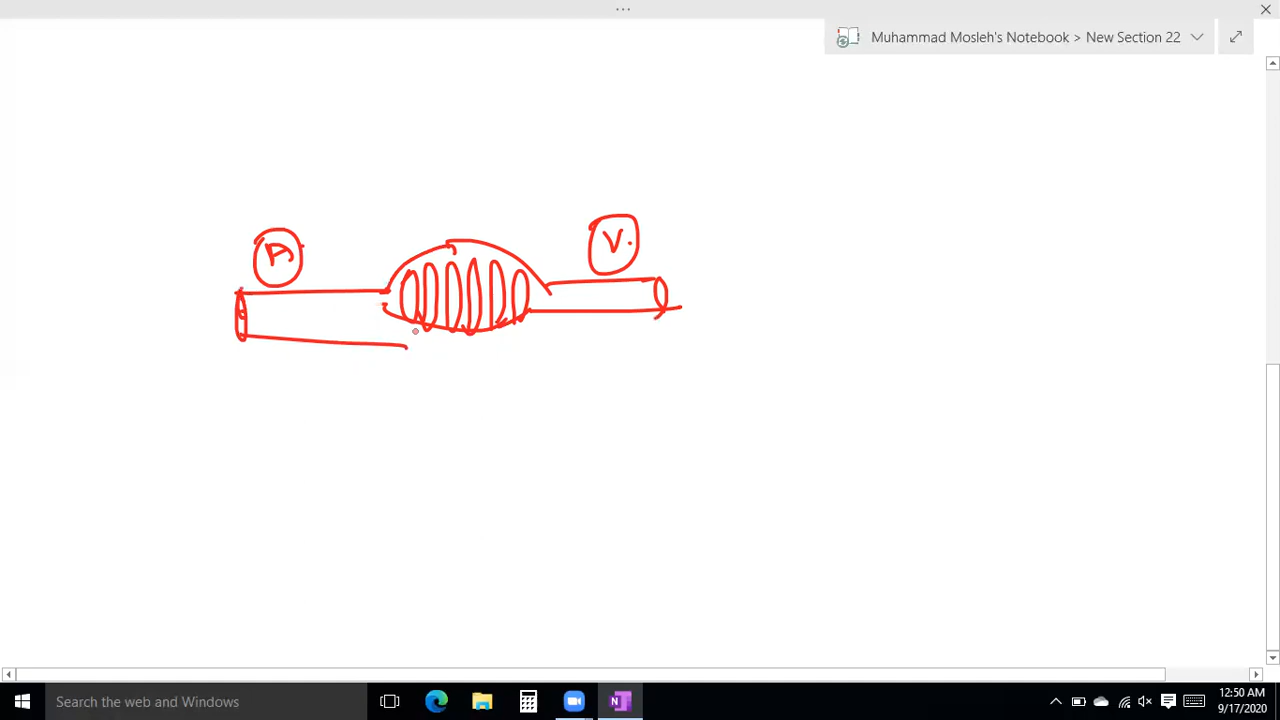 Muhammad Mosleh's Notebook > New Section 22
A
V.
Search the web and Windows
12:50 AM
9/17/2020